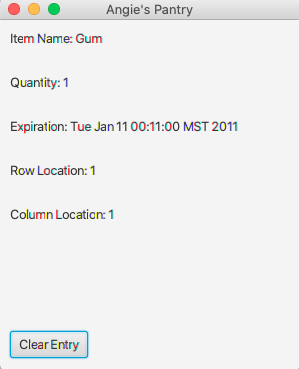 Angie's Pantry
Item Name: Gum
Quantity: 1
Expiration: Tue Jan 11 00:11:00 MST 2011
Row Location: 1
Column Location: 1
Clear Entry